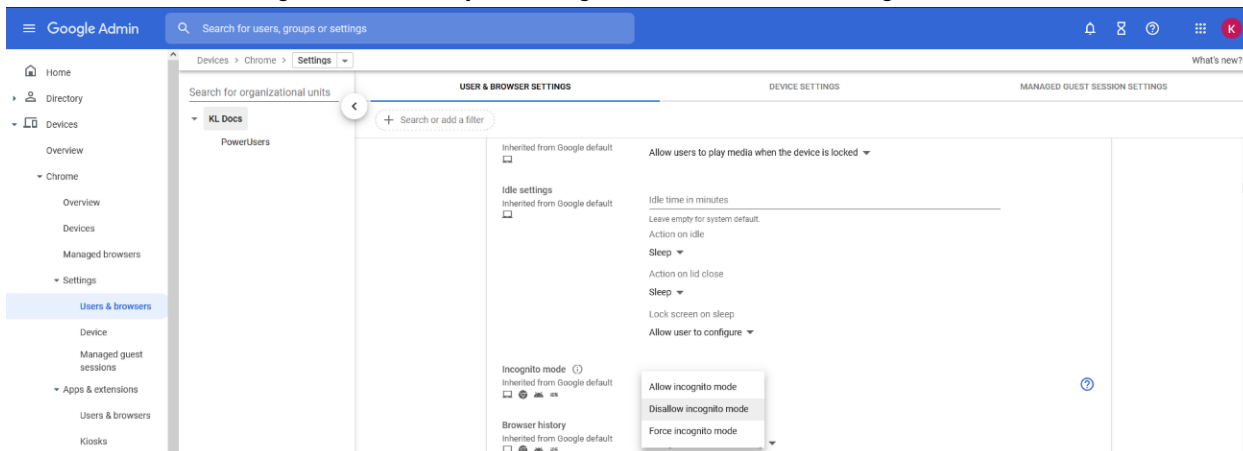 Google Admin
Search for users, groups or settings
K
Home
Directory
Devices
Overview
Chrome
Overview
Devices
Managed browsers
Settings
Users & browsers
Device
Managed guest
sessions
Apps & extensions
Users & browsers
Kiosks
Devices > Chrome > Settings
What's new?
Search for organizational units
KL Docs
PowerUsers
USER & BROWSER SETTINGS
DEVICE SETTINGS
MANAGED GUEST SESSION SETTINGS
+ Search or add a filter
Inherited from Google default
Allow users to play media when the device is locked
Idle settings
Inherited from Google default
Idle time in minutes
Leave empty for system default.
Action on idle
Sleep
Action on lid close
Sleep
Lock screen on sleep
Allow user to configure
Incognito mode
Inherited from Google default
Allow incognito mode
Disallow incognito mode
Force incognito mode
Browser history
Inherited from Google default